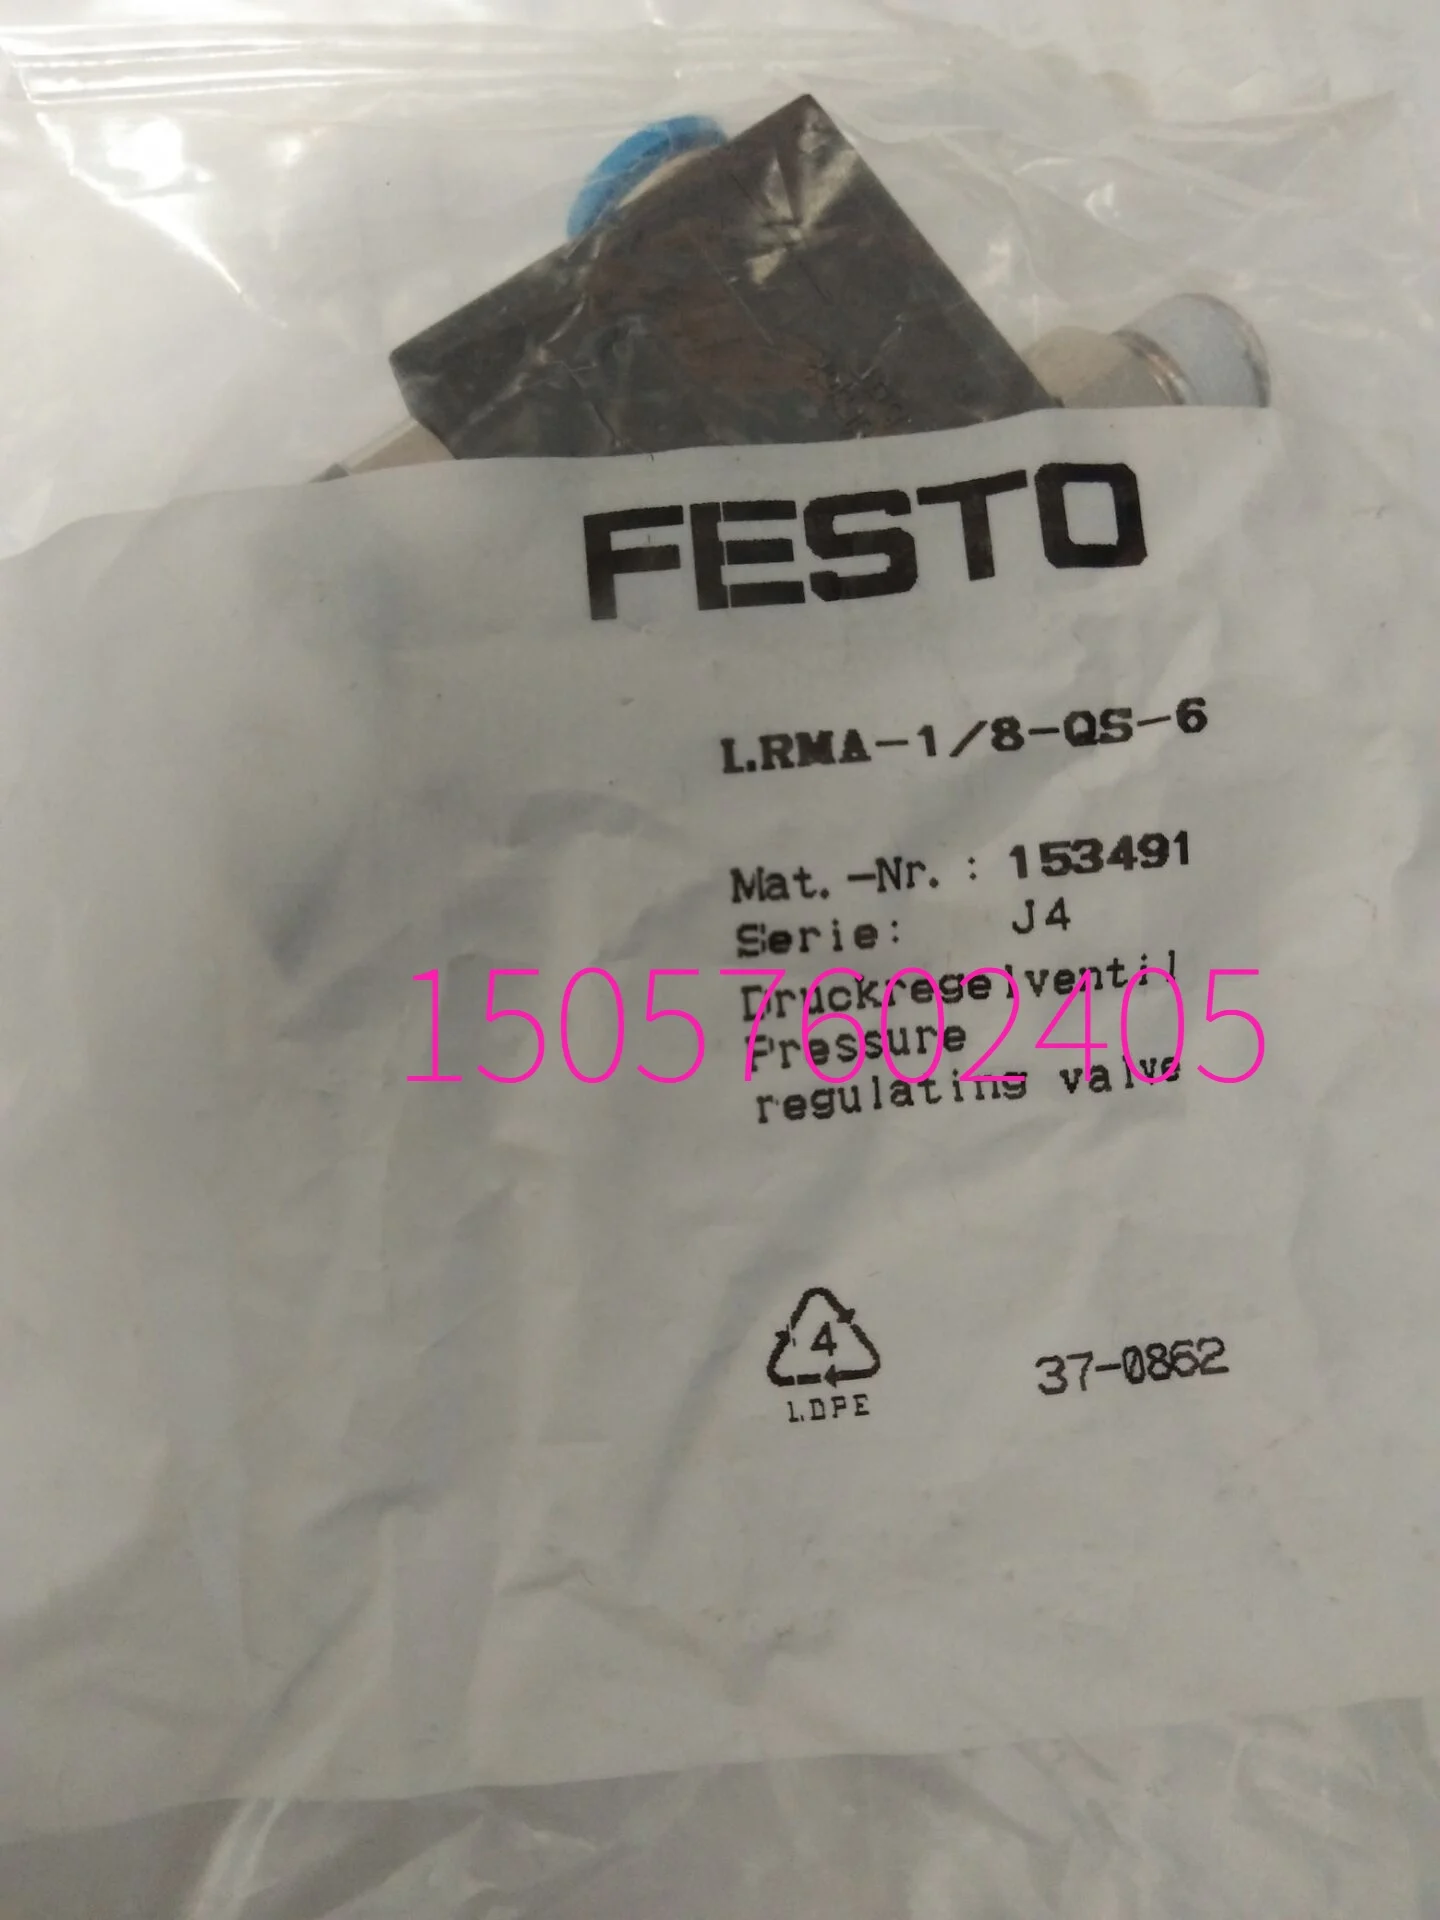 FESTO
LRMA-1/8-QS-6
Mat.-Nr.: 153491
Serie: J4
Druckregelventil
15057602405
Pressure
regulating valve
4
LDPE
37-0862